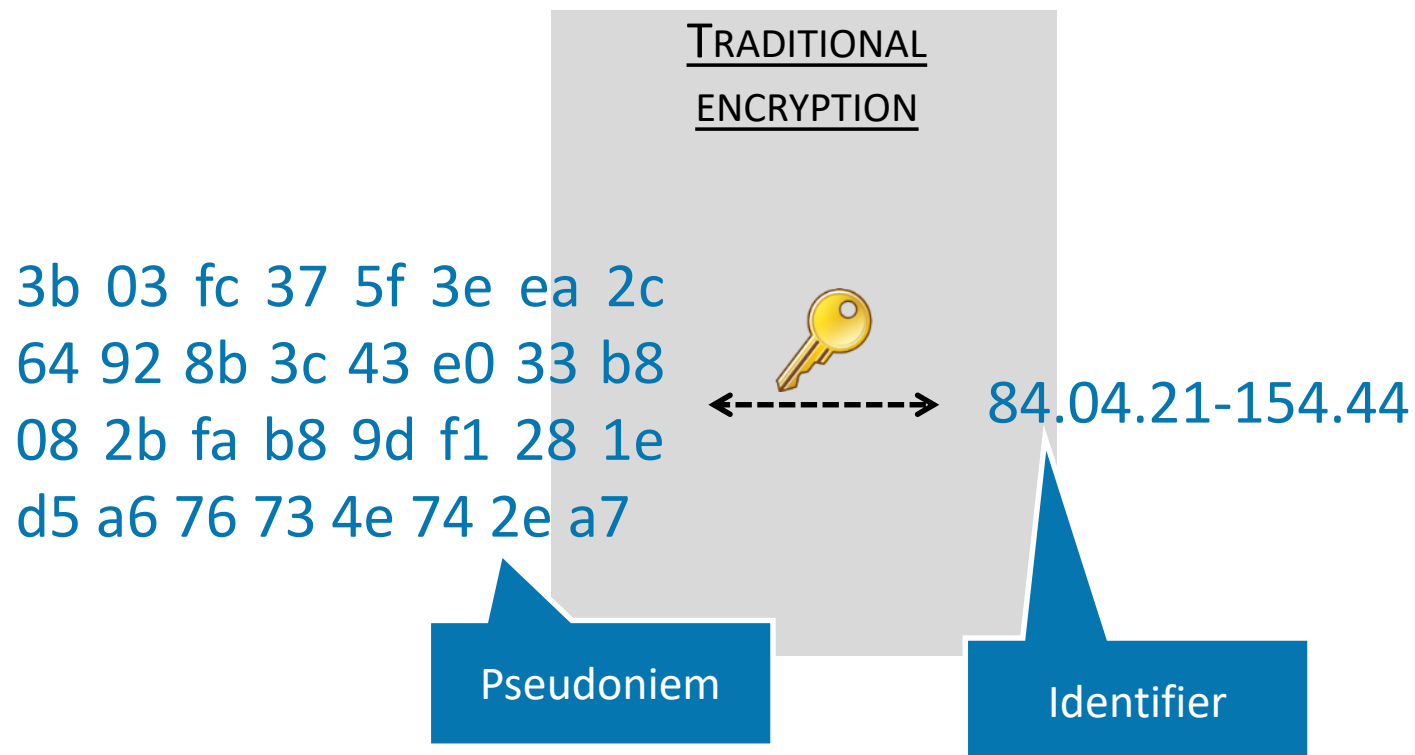 TRADITIONAL
ENCRYPTION
3b 03 fc 37 5f 3e ea 2c
64 92 8b 3c 43 e0 33 b8
08 2b fa b8 9d f1 28 1e
d5 a6 76 73 4e 74 2e a7
84.04.21-154.44
Pseudoniem
Identifier